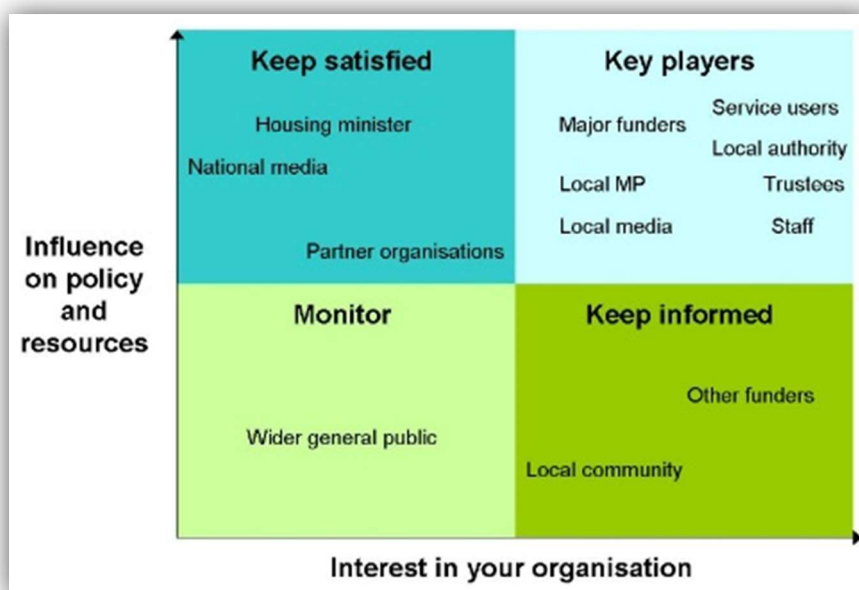 Keep satisfied
Housing minister
National media
Partner organisations
Key players
Service users
Major funders
Local authority
Local MP
Trustees
Local media
Staff
Influence
on policy
and
resources
Monitor
Wider general public
Keep informed
Other funders
Local community
Interest in your organisation